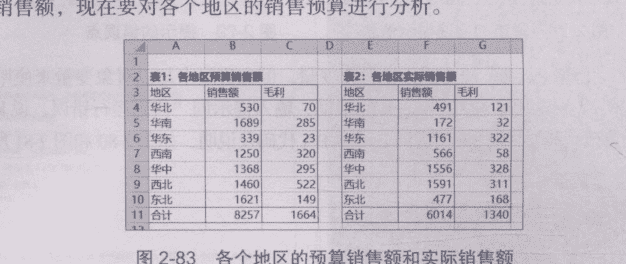 销售额，现在要对各个地区的销售预算进行分析。
A B C D E F G
1
2 表1：各地区预算销售额 表2：各地区实际销售额
3 地区 销售额 毛利 地区 销售额 毛利
4 华北 530 70 华北 491 121
5 华南 1689 285 华南 172 32
6 华东 339 23 华东 1161 322
7 西南 1250 320 西南 566 58
8 华中 1368 295 华中 1556 328
9 西北 1460 522 西北 1591 311
10 东北 1621 149 东北 477 168
11 合计 8257 1664 合计 6014 1340
图 2-83 各个地区的预算销售额和实际销售额